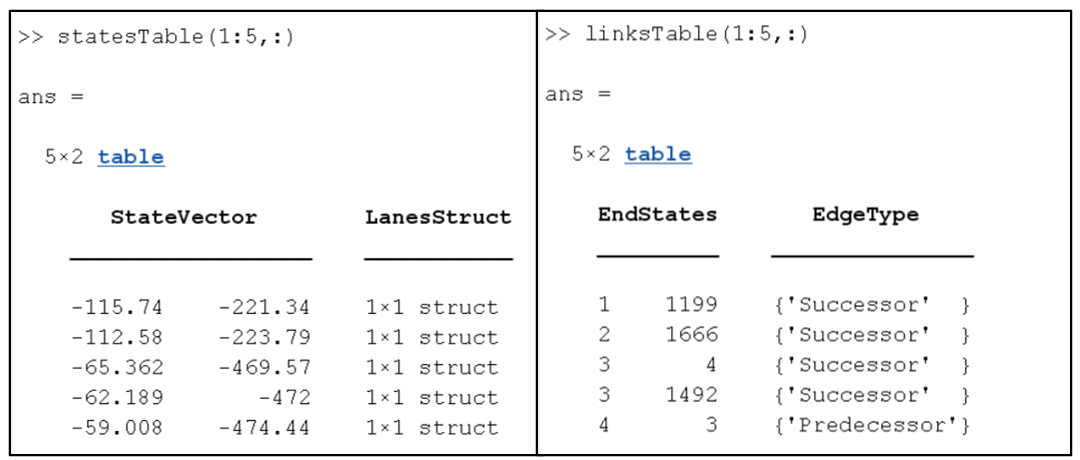 >> statesTable(1:5,:)
ans =
5×2 table
StateVector LanesStruct
-115.74 -221.34 1×1 struct
-112.58 -223.79 1×1 struct
-65.362 -469.57 1×1 struct
-62.189 -472 1×1 struct
-59.008 -474.44 1×1 struct
>> linksTable(1:5,:)
ans =
5×2 table
EndStates EdgeType
1 1199 {'Successor' }
2 1666 {'Successor' }
3 4 {'Successor' }
3 1492 {'Successor' }
4 3 {'Predecessor'}